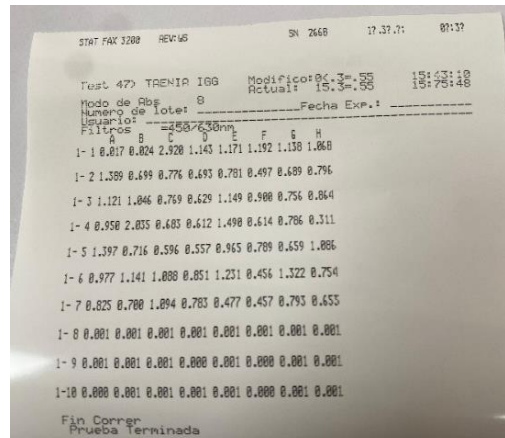 STAT FAX 3200 REV:WS SN 2668 1?.3?.?: 0?:3?
Test 47) TAENIA IGG Modifico:04.3=.55 15:43:10
Actual: 15.3=.55 15:75:48
Modo de Abs 8
Numero de lote: ____________Fecha Exp.: ____________
Usuario: ____________
Filtros =450/630nm
A B C D E F G H
1- 1 0.017 0.024 2.920 1.143 1.171 1.192 1.138 1.068
1- 2 1.389 0.699 0.776 0.693 0.781 0.497 0.689 0.796
1- 3 1.121 1.046 0.769 0.629 1.149 0.900 0.756 0.864
1- 4 0.950 2.035 0.683 0.612 1.490 0.614 0.786 0.311
1- 5 1.397 0.716 0.596 0.557 0.965 0.789 0.659 1.086
1- 6 0.977 1.141 1.088 0.851 1.231 0.456 1.322 0.754
1- 7 0.825 0.700 1.094 0.783 0.477 0.457 0.793 0.653
1- 8 0.001 0.001 0.001 0.001 0.001 0.001 0.001 0.001
1- 9 0.001 0.001 0.001 0.000 0.001 0.000 0.001 0.001
1-10 0.000 0.001 0.001 0.001 0.001 0.000 0.001 0.001
Fin Correr
Prueba Terminada